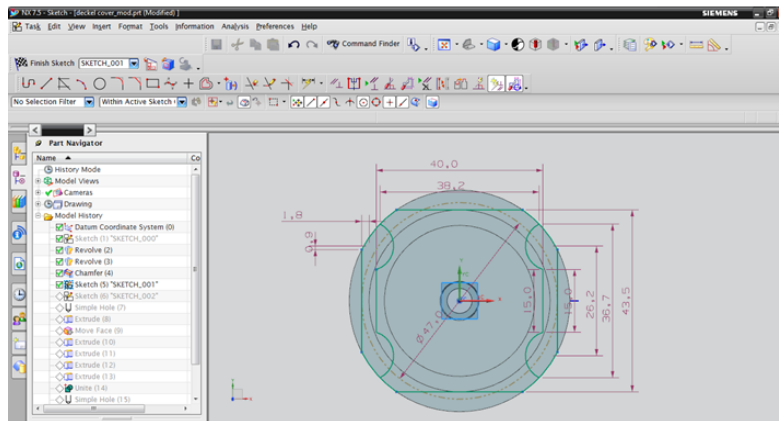 NX 7.5 - Sketch - [deckel cover_mod.prt (Modified) ]
SIEMENS
Task Edit View Insert Format Tools Information Analysis Preferences Help
Command Finder
Finish Sketch SKETCH_001
No Selection Filter Within Active Sketch
Part Navigator
Name Co
History Mode
Model Views
Cameras
Drawing
Model History
Datum Coordinate System (0)
Sketch (1) "SKETCH_000"
Revolve (2)
Revolve (3)
Chamfer (4)
Sketch (5) "SKETCH_001"
Sketch (6) "SKETCH_002"
Simple Hole (7)
Extrude (8)
Move Face (9)
Extrude (10)
Extrude (11)
Extrude (12)
Extrude (13)
Unite (14)
Simple Hole (15)
40.0
38.2
1.8
0.9
Ø47.0
15.0
15.0
26.2
36.7
43.5